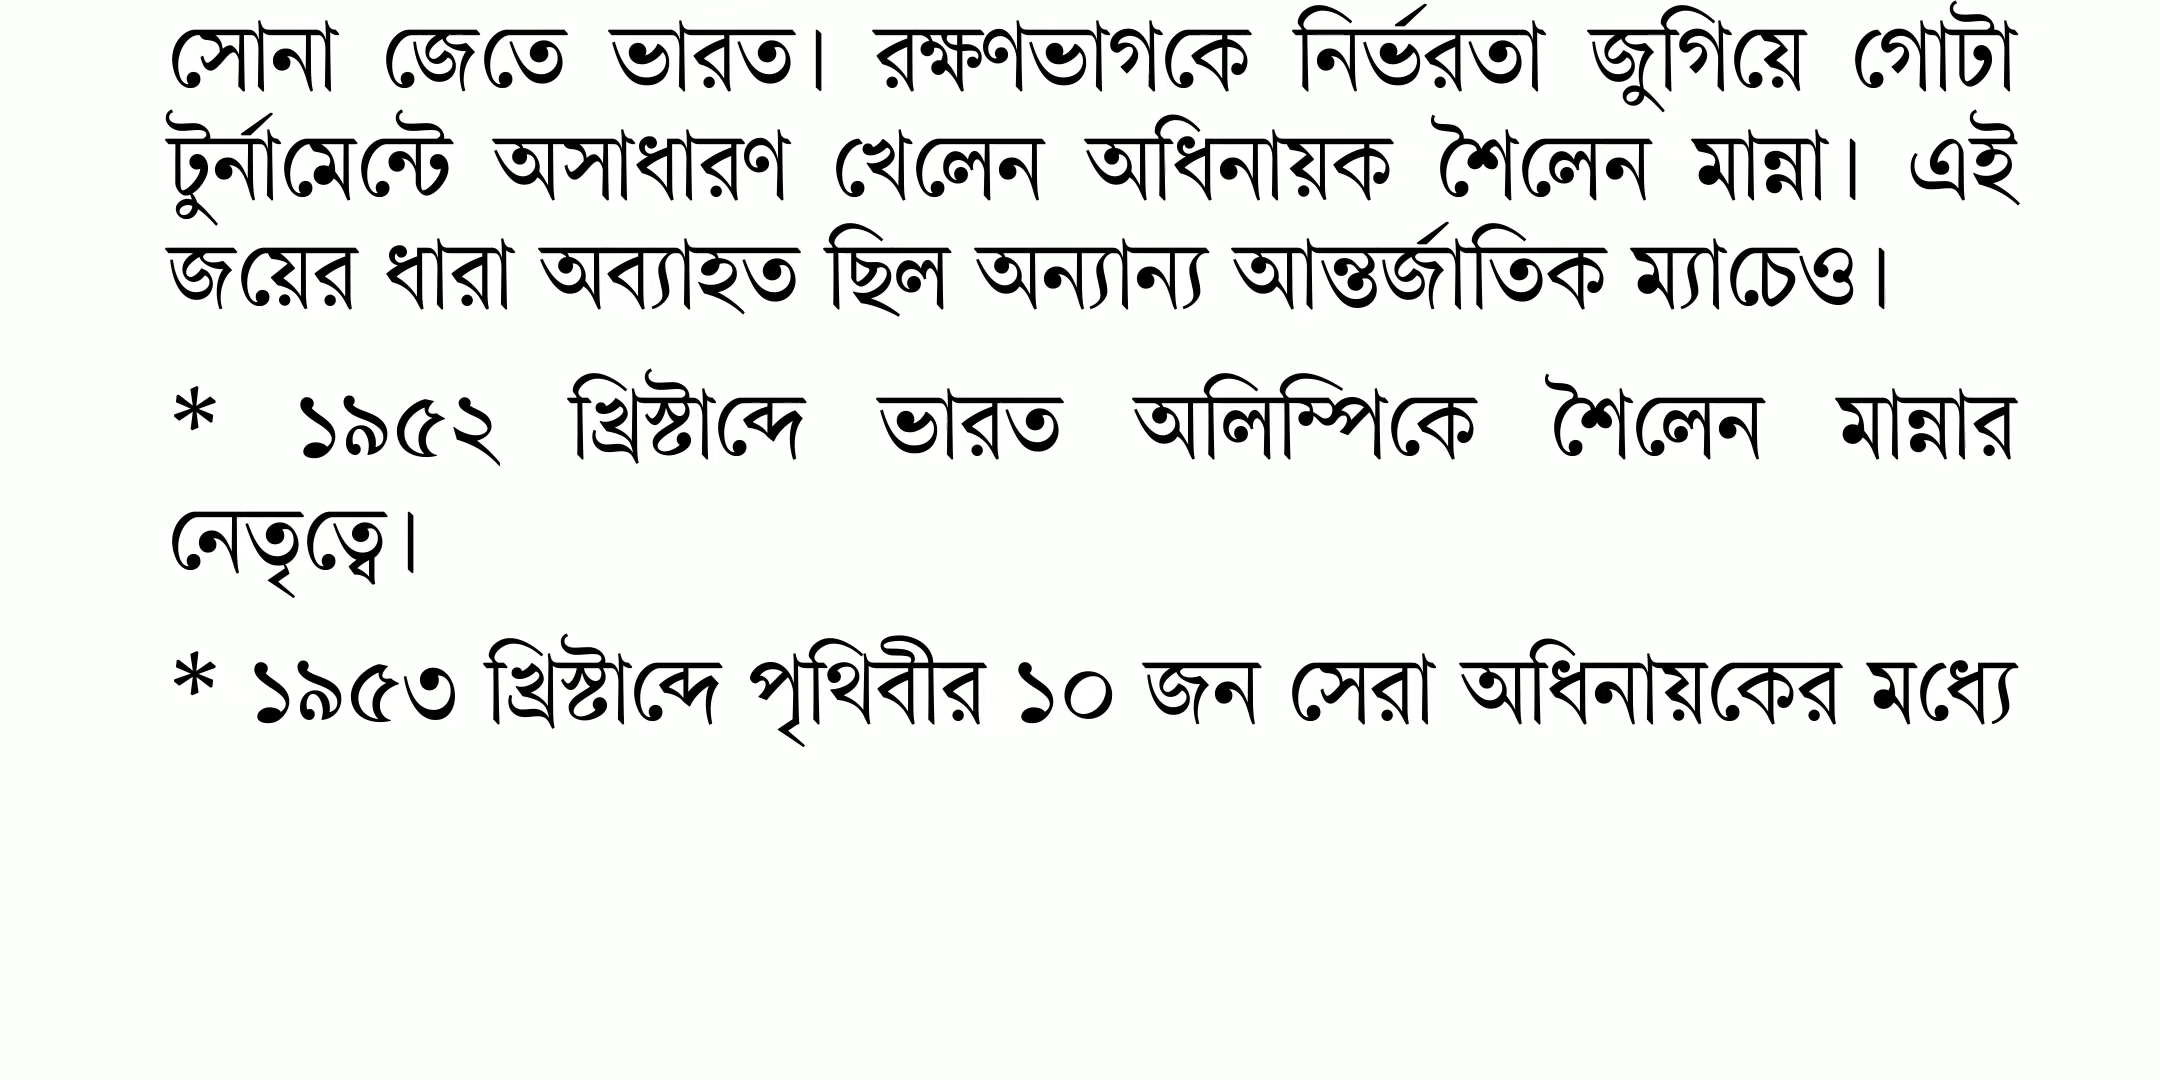 সোনা জেতে ভারত। রক্ষণভাগকে নির্ভরতা জুগিয়ে গোটা
টুর্নামেন্টে অসাধারণ খেলেন অধিনায়ক শৈলেন মান্না। এই
জয়ের ধারা অব্যাহত ছিল অন্যান্য আন্তর্জাতিক ম্যাচেও।
* ১৯৫২ খ্রিস্টাব্দে ভারত অলিম্পিকে শৈলেন মান্নার
নেতৃত্বে।
* ১৯৫৩ খ্রিস্টাব্দে পৃথিবীর ১০ জন সেরা অধিনায়কের মধ্যে